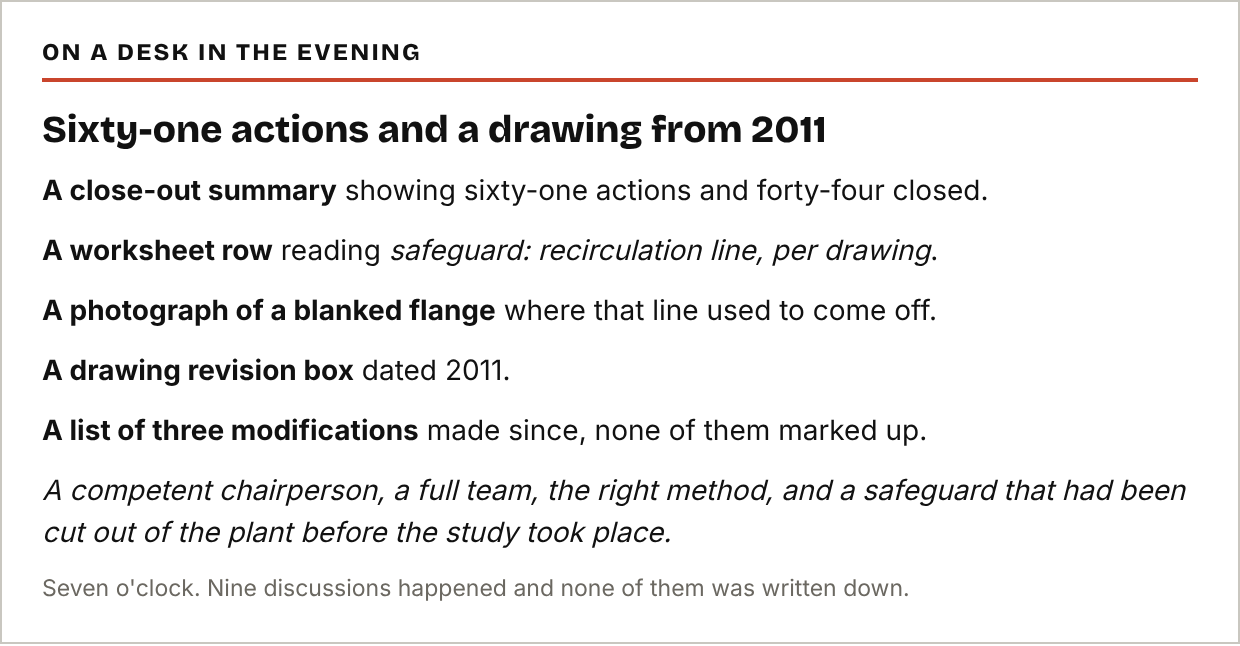 ON A DESK IN THE EVENING
Sixty-one actions and a drawing from 2011
A close-out summary showing sixty-one actions and forty-four closed.
A worksheet row reading safeguard: recirculation line, per drawing.
A photograph of a blanked flange where that line used to come off.
A drawing revision box dated 2011.
A list of three modifications made since, none of them marked up.
A competent chairperson, a full team, the right method, and a safeguard that had been
cut out of the plant before the study took place.
Seven o'clock. Nine discussions happened and none of them was written down.